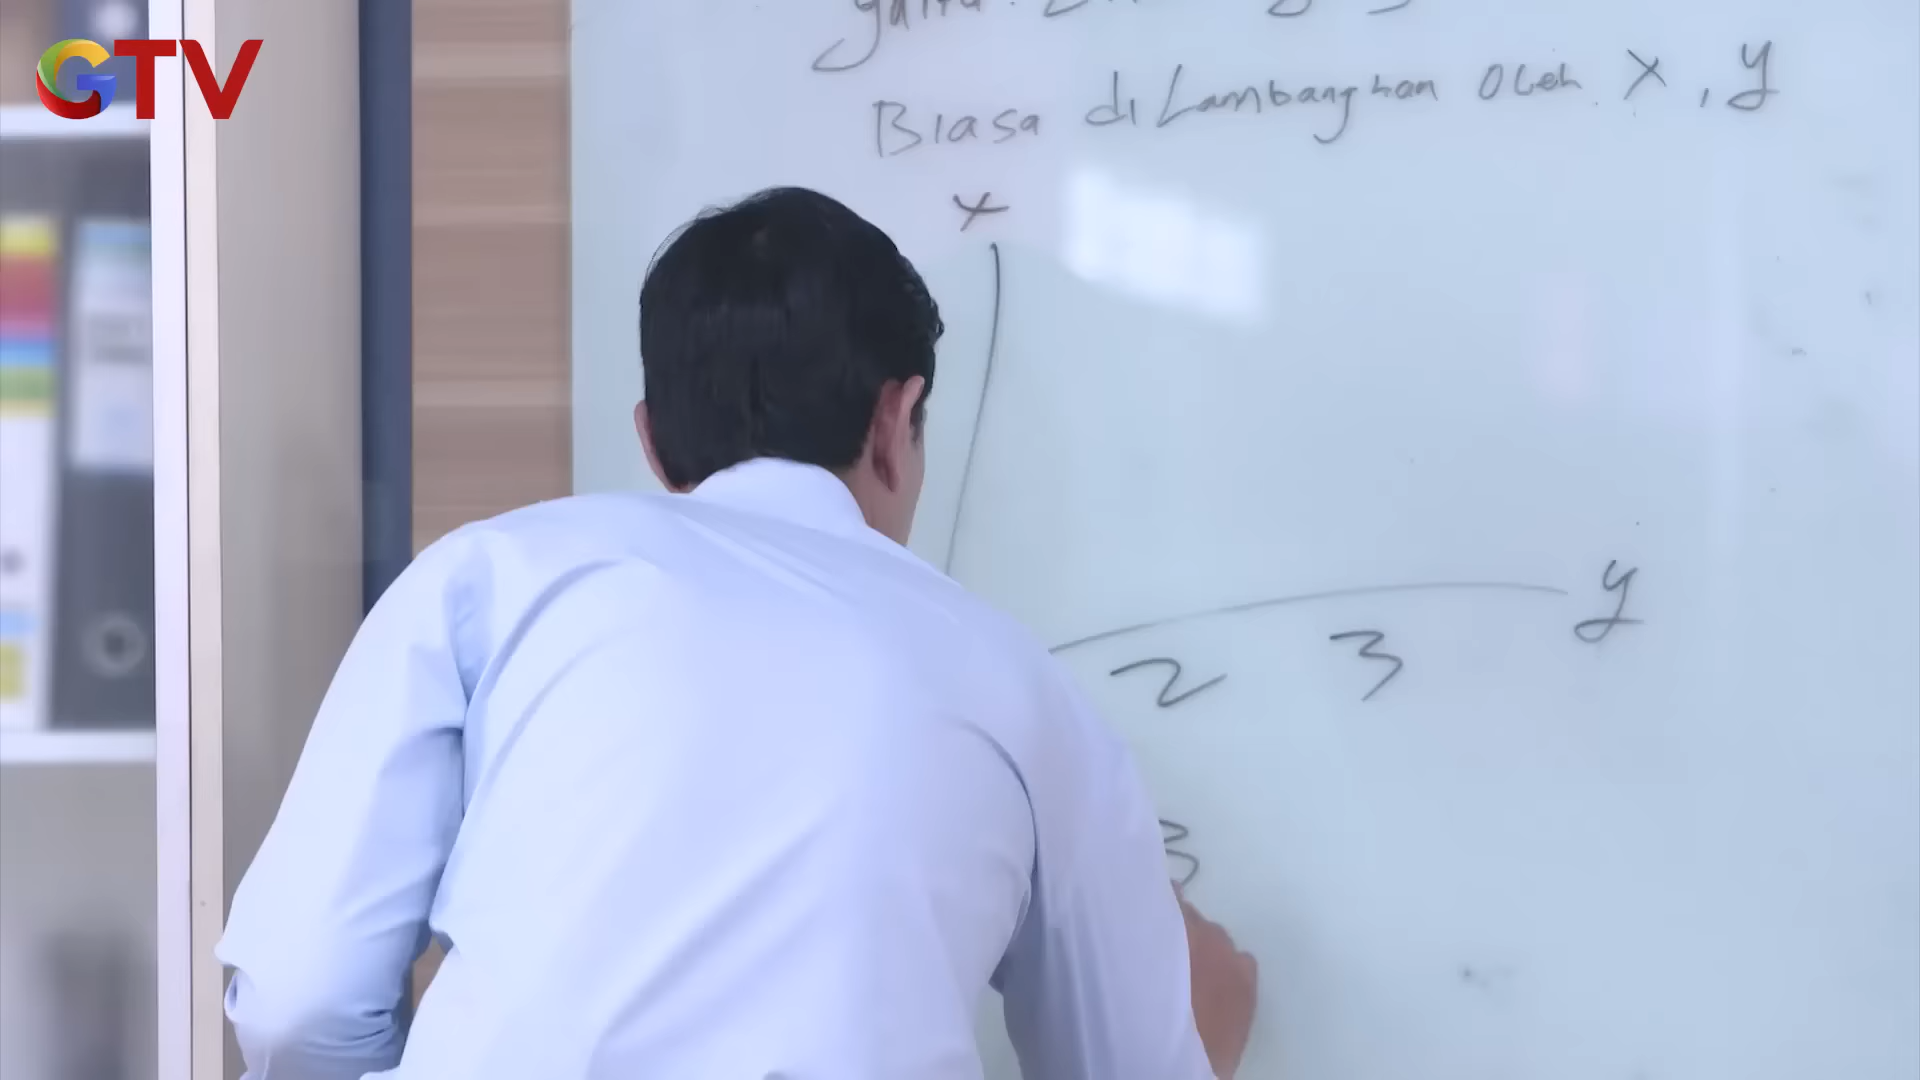 GTV
Biasa dilambangkan oleh x, y
x
y
2 3
3